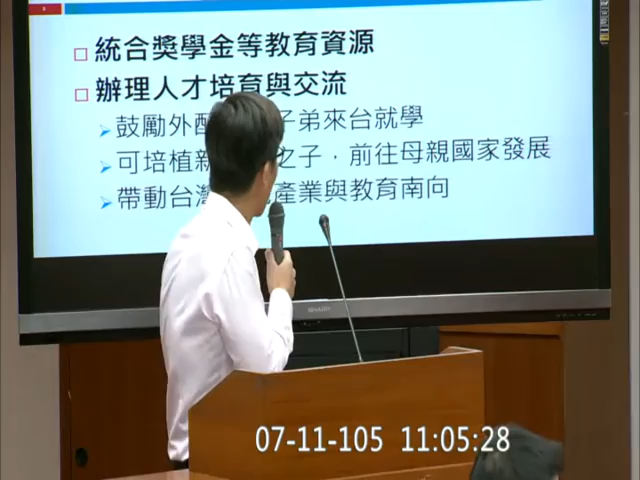 統合獎學金等教育資源
辦理人才培育與交流
鼓勵外 子弟來台就學
可培植新 之子，前往母親國家發展
帶動台 產業與教育南向
SHARP
07-11-105 11:05:28